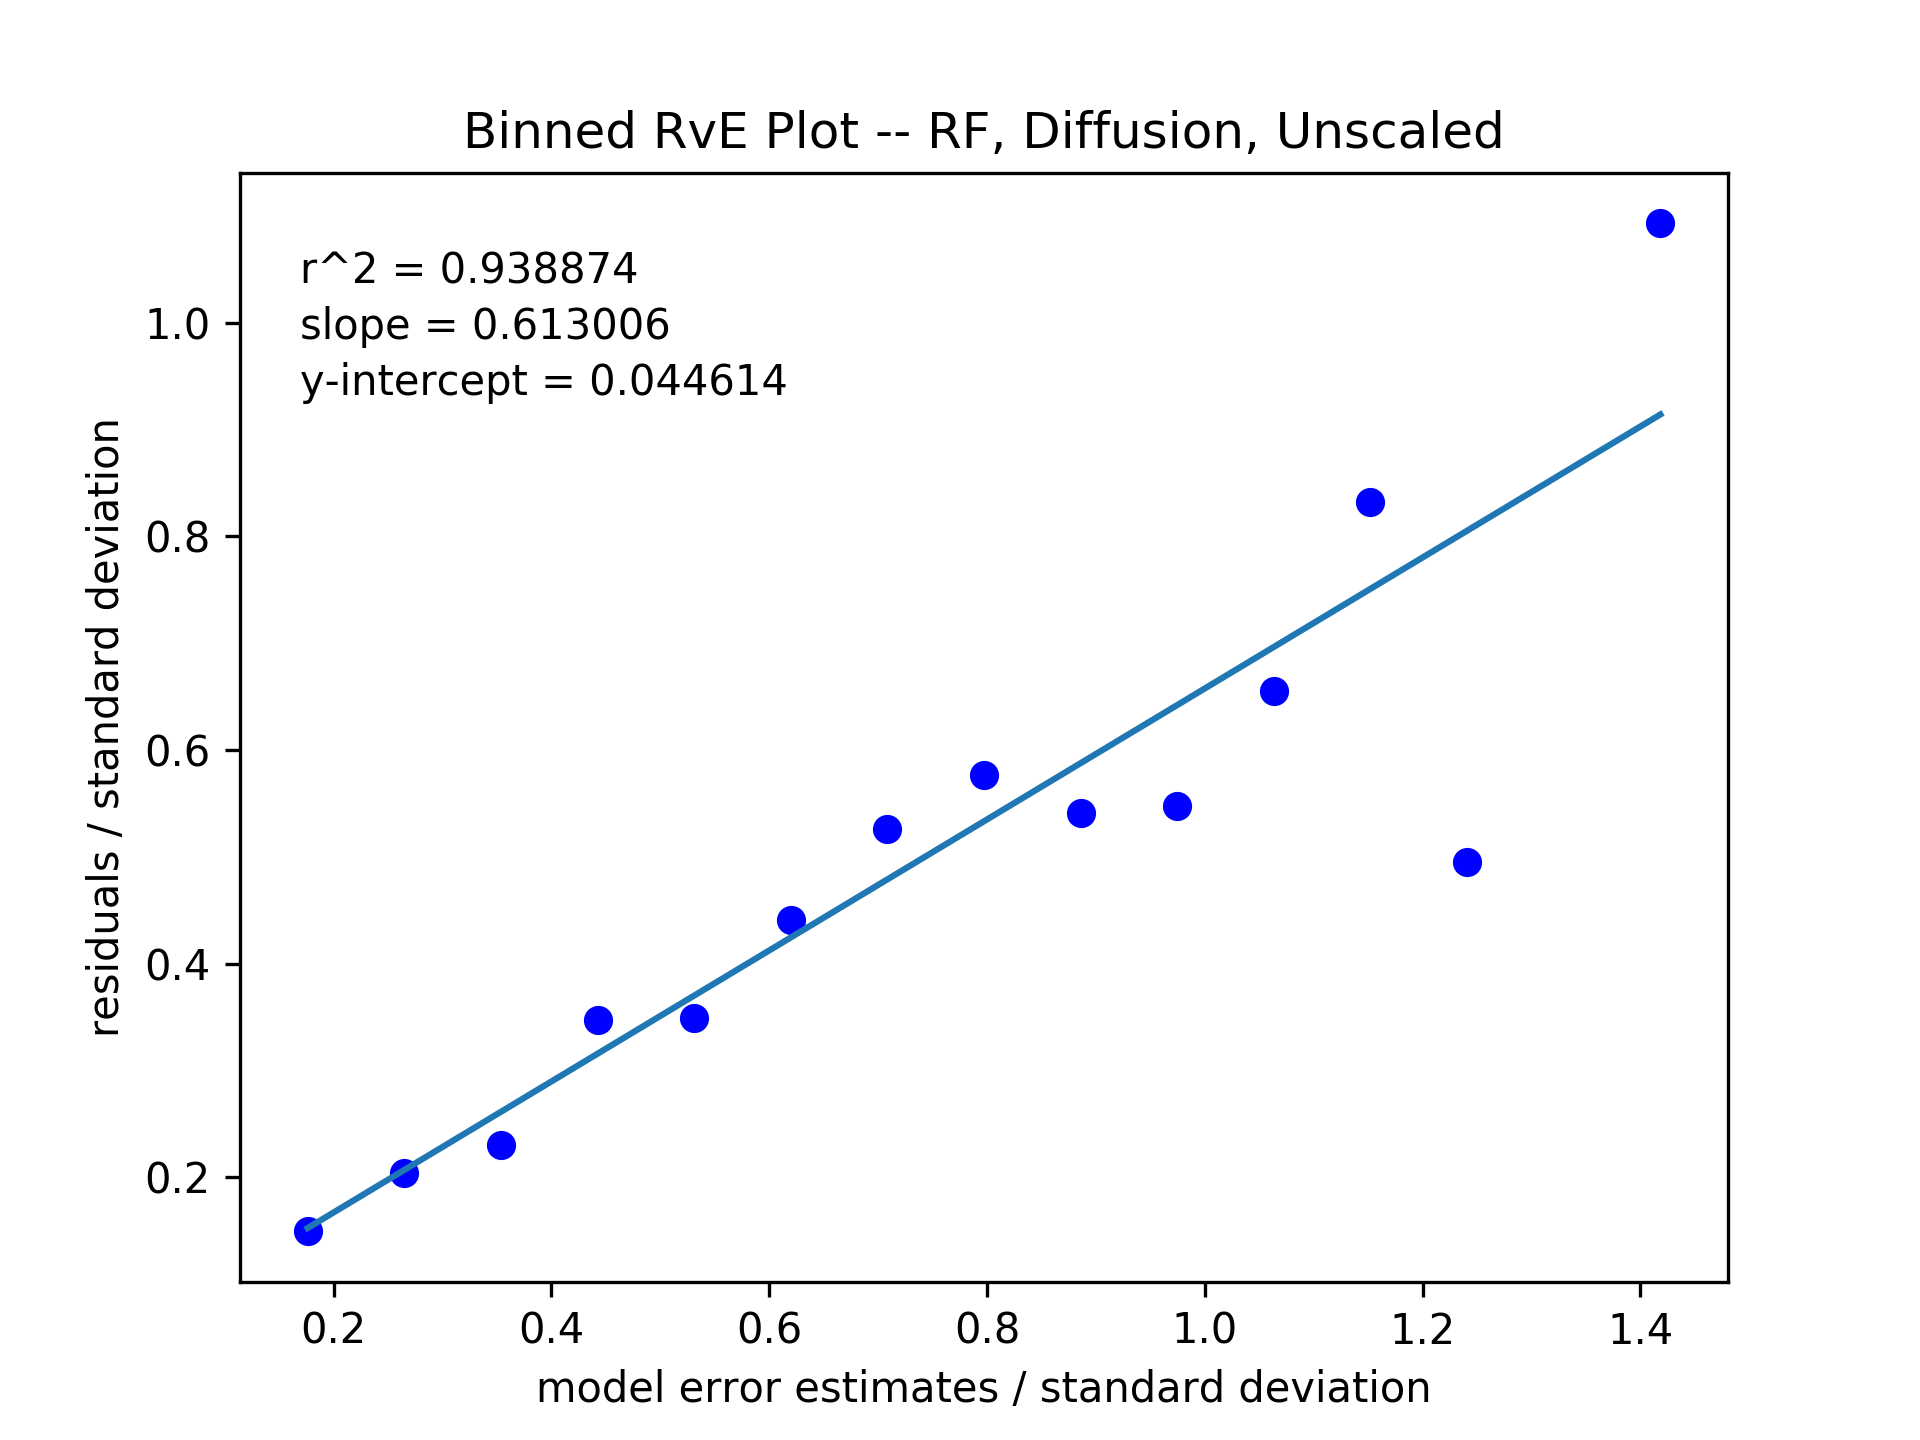 Binned RvE Plot -- RF, Diffusion, Unscaled
r^2 = 0.938874
slope = 0.613006
y-intercept = 0.044614
1.0
0.8
0.6
0.4
0.2
residuals / standard deviation
0.2 0.4 0.6 0.8 1.0 1.2 1.4
model error estimates / standard deviation